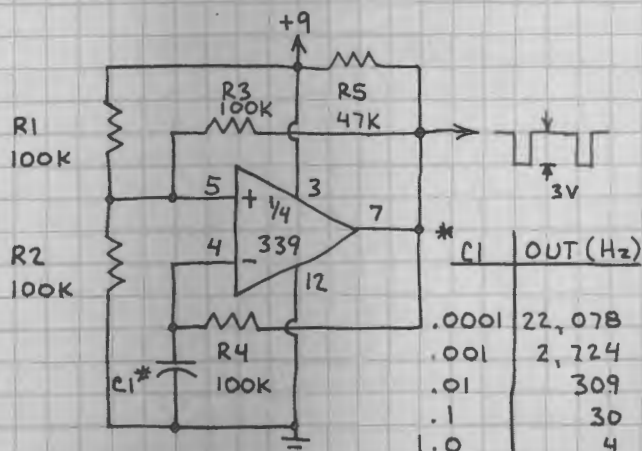 +9
R3
100K
R5
47K
R1
100K
5
+
1/4
3
7
3V
4
-
339
12
R2
100K
R4
100K
C1*
* C1 OUT (Hz)
.0001 22,078
.001 2,724
.01 309
.1 30
1.0 4